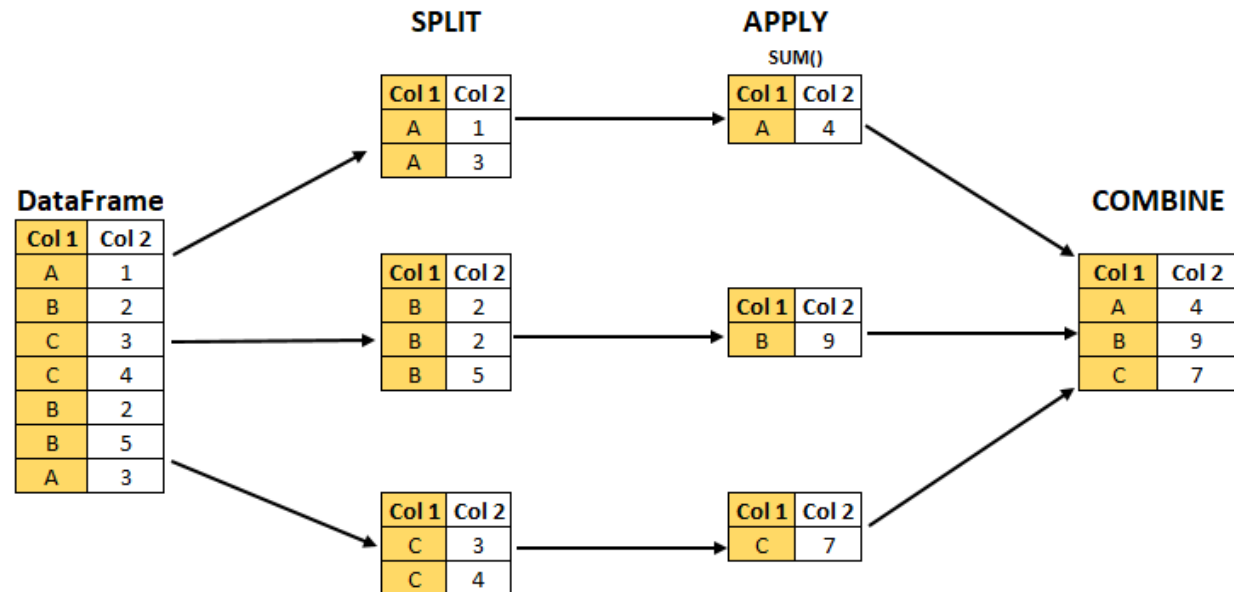 SPLIT
APPLY
SUM()
Col 1 Col 2
A 1
A 3
Col 1 Col 2
A 4
DataFrame
Col 1 Col 2
A 1
B 2
C 3
C 4
B 2
B 5
A 3
Col 1 Col 2
B 2
B 2
B 5
Col 1 Col 2
B 9
COMBINE
Col 1 Col 2
A 4
B 9
C 7
Col 1 Col 2
C 3
C 4
Col 1 Col 2
C 7